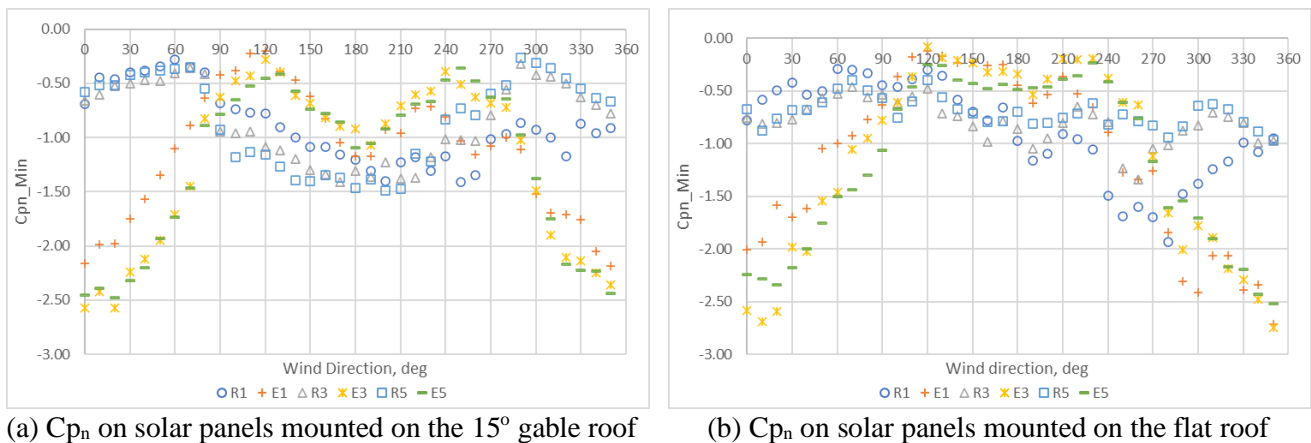 0.00
-0.50
-1.00
-1.50
-2.00
-2.50
-3.00
0 30 60 90 120 150 180 210 240 270 300 330 360
Cpn_Min
Wind Direction, deg
R1 E1 R3 E3 R5 E5
(a) Cpn on solar panels mounted on the 15o gable roof
0.00
-0.50
-1.00
-1.50
-2.00
-2.50
-3.00
0 30 60 90 120 150 180 210 240 270 300 330 360
Cpn_Min
Wind direction, deg
R1 E1 R3 E3 R5 E5
(b) Cpn on solar panels mounted on the flat roof